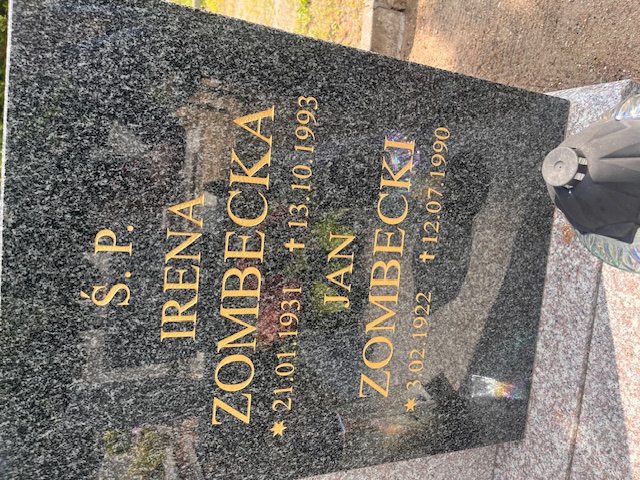 Ś. P.
IRENA
ZOMBECKA
★ 21.01.1931 ✝ 13.10.1993
JAN
ZOMBECKI
★ 3 02 1922 ✝ 12.07.1990